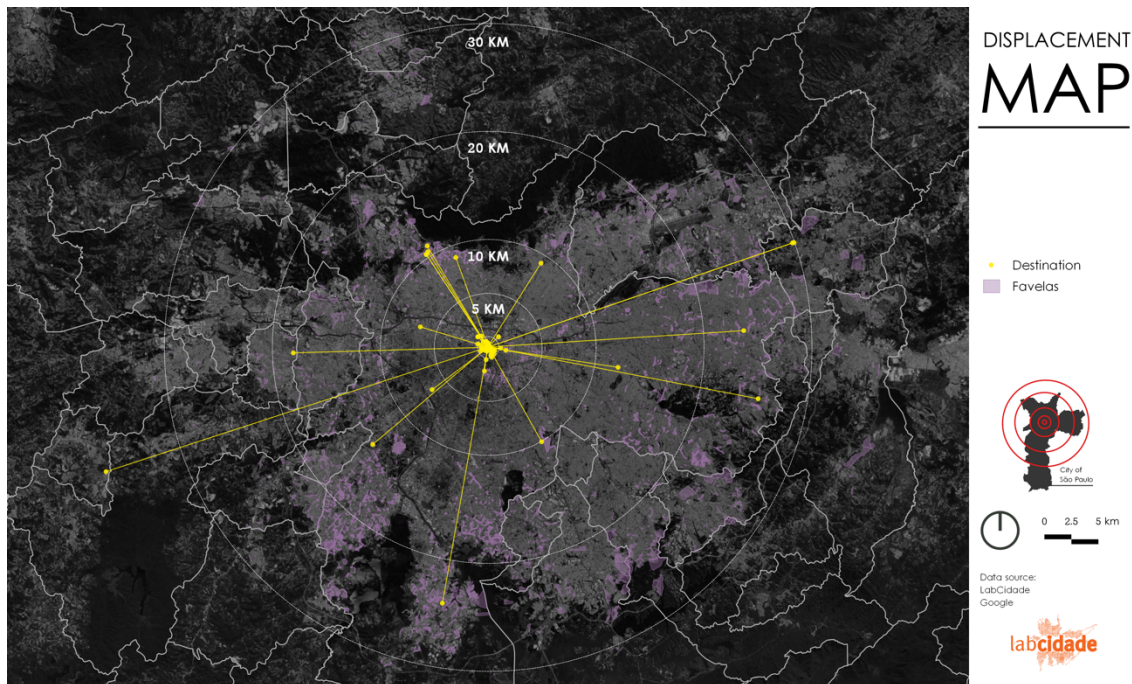 30 KM
20 KM
10 KM
5 KM
DISPLACEMENT
MAP
Destination
Favelas
City of
São Paulo
0 2.5 5 km
Data source:
LabCidade
Google
labcidade